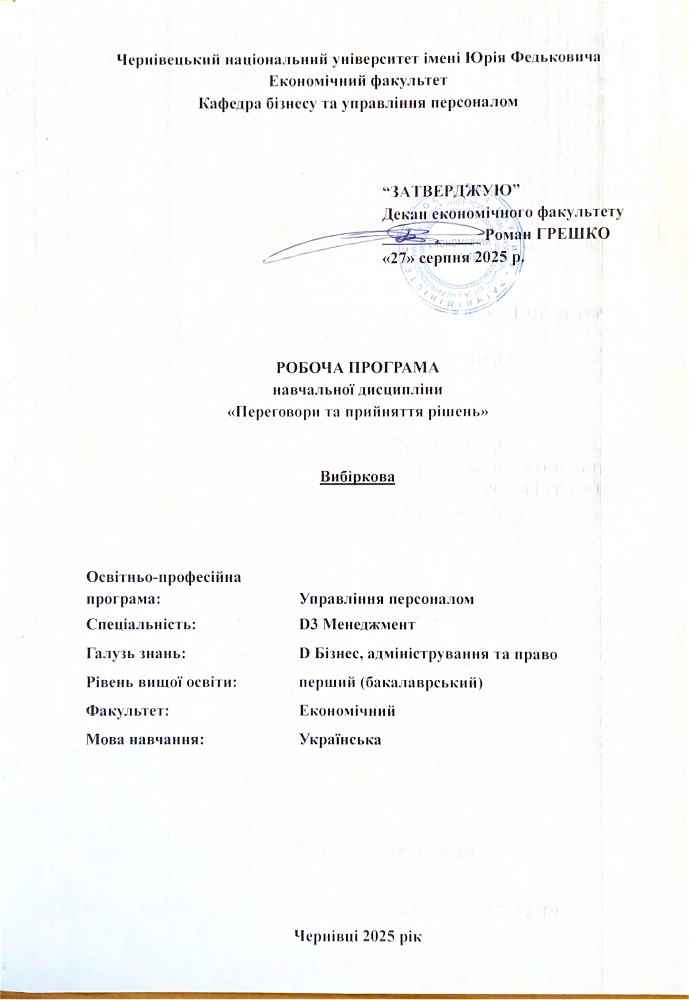 Чернівецький національний університет імені Юрія Федьковича
Економічний факультет
Кафедра бізнесу та управління персоналом
“ЗАТВЕРДЖУЮ”
Декан економічного факультету
Роман ГРЕШКО
«27» серпня 2025 р.
РОБОЧА ПРОГРАМА
навчальної дисципліни
«Переговори та прийняття рішень»
Вибіркова
Освітньо-професійна
програма: Управління персоналом
Спеціальність: D3 Менеджмент
Галузь знань: D Бізнес, адміністрування та право
Рівень вищої освіти: перший (бакалаврський)
Факультет: Економічний
Мова навчання: Українська
Чернівці 2025 рік